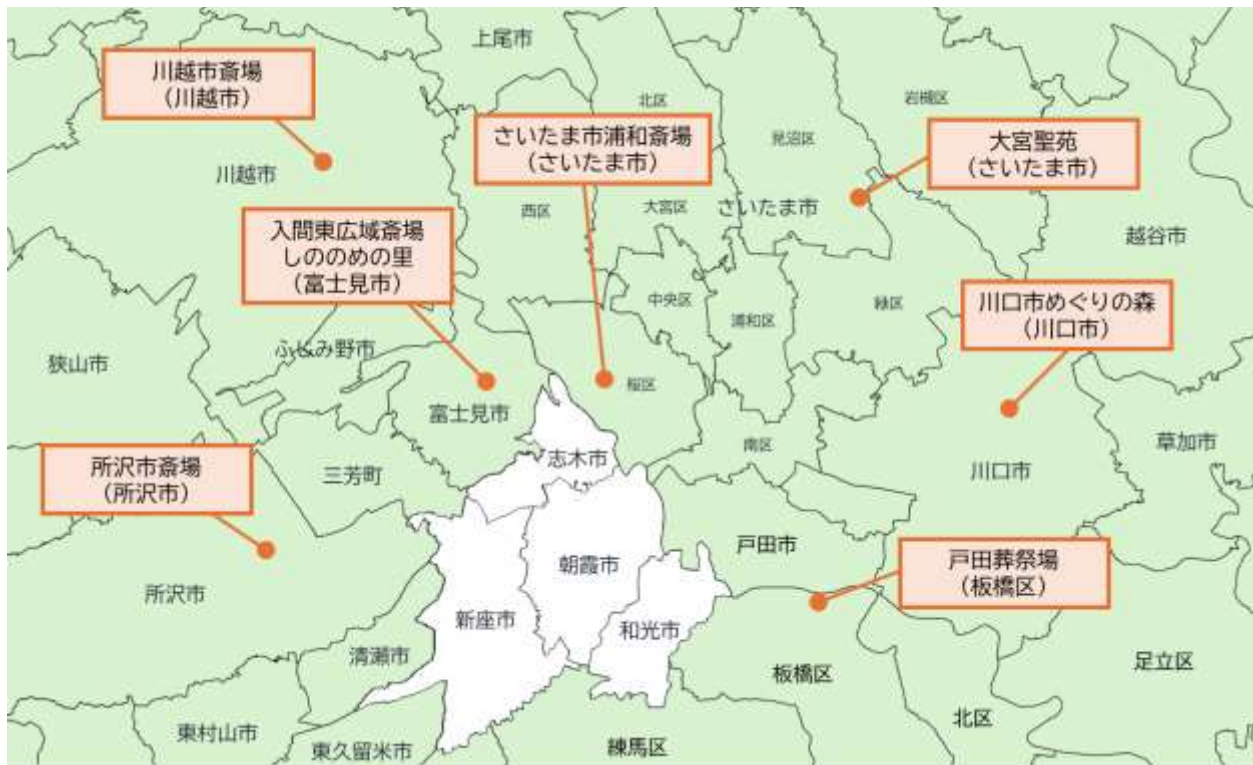 上尾市
川越市斎場
(川越市)
北区
岩槻区
さいたま市浦和斎場
(さいたま市)
見沼区
大宮聖苑
(さいたま市)
川越市
西区
大宮区
さいたま市
入間東広域斎場
しののめの里
(富士見市)
越谷市
中央区
浦和区
緑区
川口市めぐりの森
(川口市)
狭山市
ふじみ野市
桜区
富士見市
南区
草加市
所沢市斎場
(所沢市)
三芳町
志木市
川口市
戸田市
戸田葬祭場
(板橋区)
朝霞市
所沢市
新座市
和光市
清瀬市
板橋区
足立区
北区
東村山市
東久留米市
練馬区